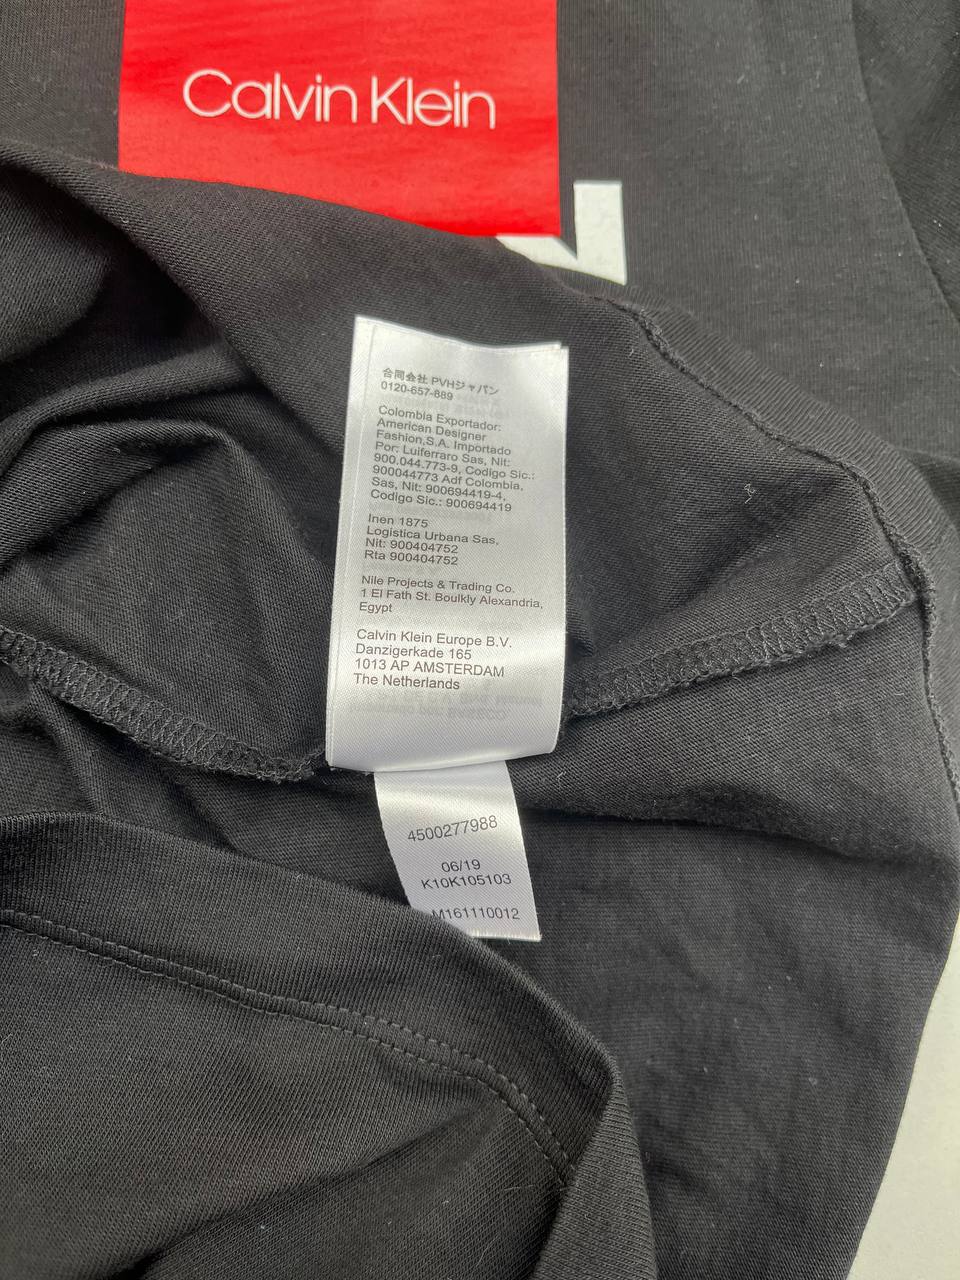 Calvin Klein
合同会社 PVHジャパン
0120-657-889
Colombia Exportador:
American Designer
Fashion,S.A. Importado
Por: Luiferraro Sas, Nit:
900.044.773-9, Codigo Sic.:
900044773 Adf Colombia,
Sas, Nit: 900694419-4,
Codigo Sic.: 900694419
Inen 1875
Logistica Urbana Sas,
Nit: 900404752
Rta 900404752
Nile Projects & Trading Co.
1 El Fath St. Boulkly Alexandria,
Egypt
Calvin Klein Europe B.V.
Danzigerkade 165
1013 AP AMSTERDAM
The Netherlands
4500277988
06/19
K10K105103
M161110012